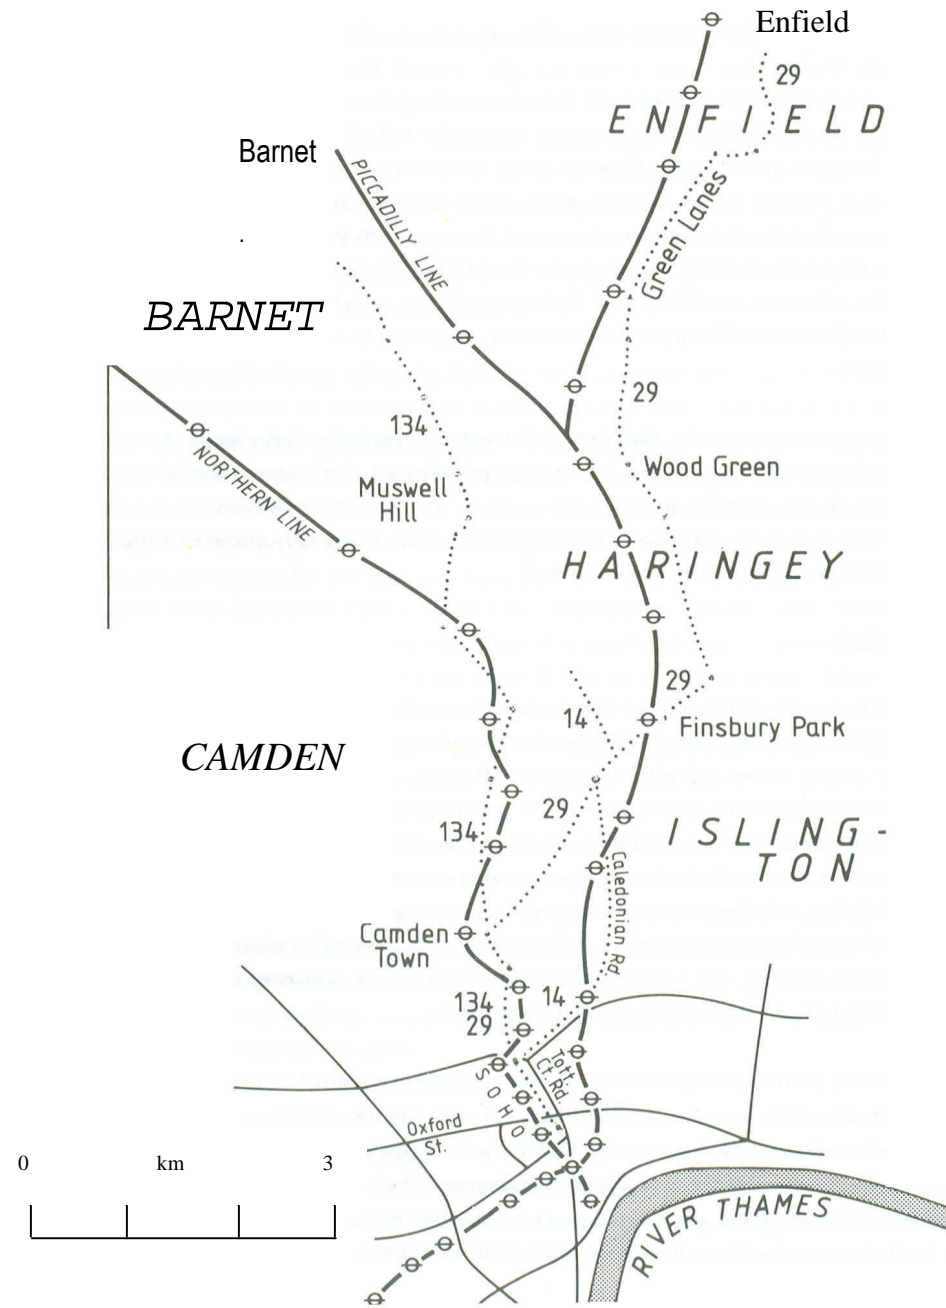 Enfield
29
ENFIELD
Barnet
PICCADILLY LINE
Green Lanes
BARNET
29
134
NORTHERN LINE
Muswell
Hill
Wood Green
HARINGEY
29
14
Finsbury Park
CAMDEN
29
134
ISLING-
TON
Caledonian Rd.
Camden
Town
134
29
14
SOHO
Tott.
Ct. Rd.
Oxford
St.
0 km 3
RIVER THAMES